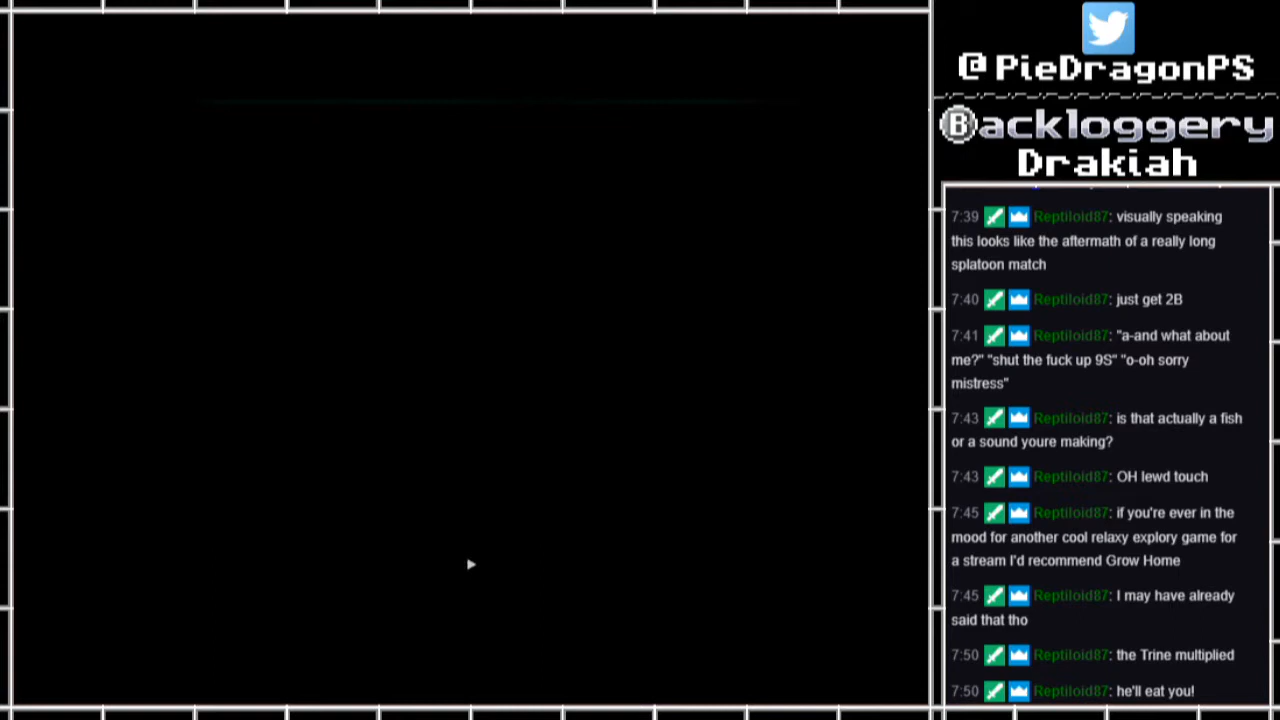 @PieDragonPS
Backloggery
Drakiah
7:39 Reptiloid87: visually speaking
this looks like the aftermath of a really long
splatoon match
7:40 Reptiloid87: just get 2B
7:41 Reptiloid87: "a-and what about
me?" "shut the fuck up 9S" "o-oh sorry
mistress"
7:43 Reptiloid87: is that actually a fish
or a sound youre making?
7:43 Reptiloid87: OH lewd touch
7:45 Reptiloid87: if you're ever in the
mood for another cool relaxy explory game for
a stream I'd recommend Grow Home
7:45 Reptiloid87: I may have already
said that tho
7:50 Reptiloid87: the Trine multiplied
7:50 Reptiloid87: he'll eat you!